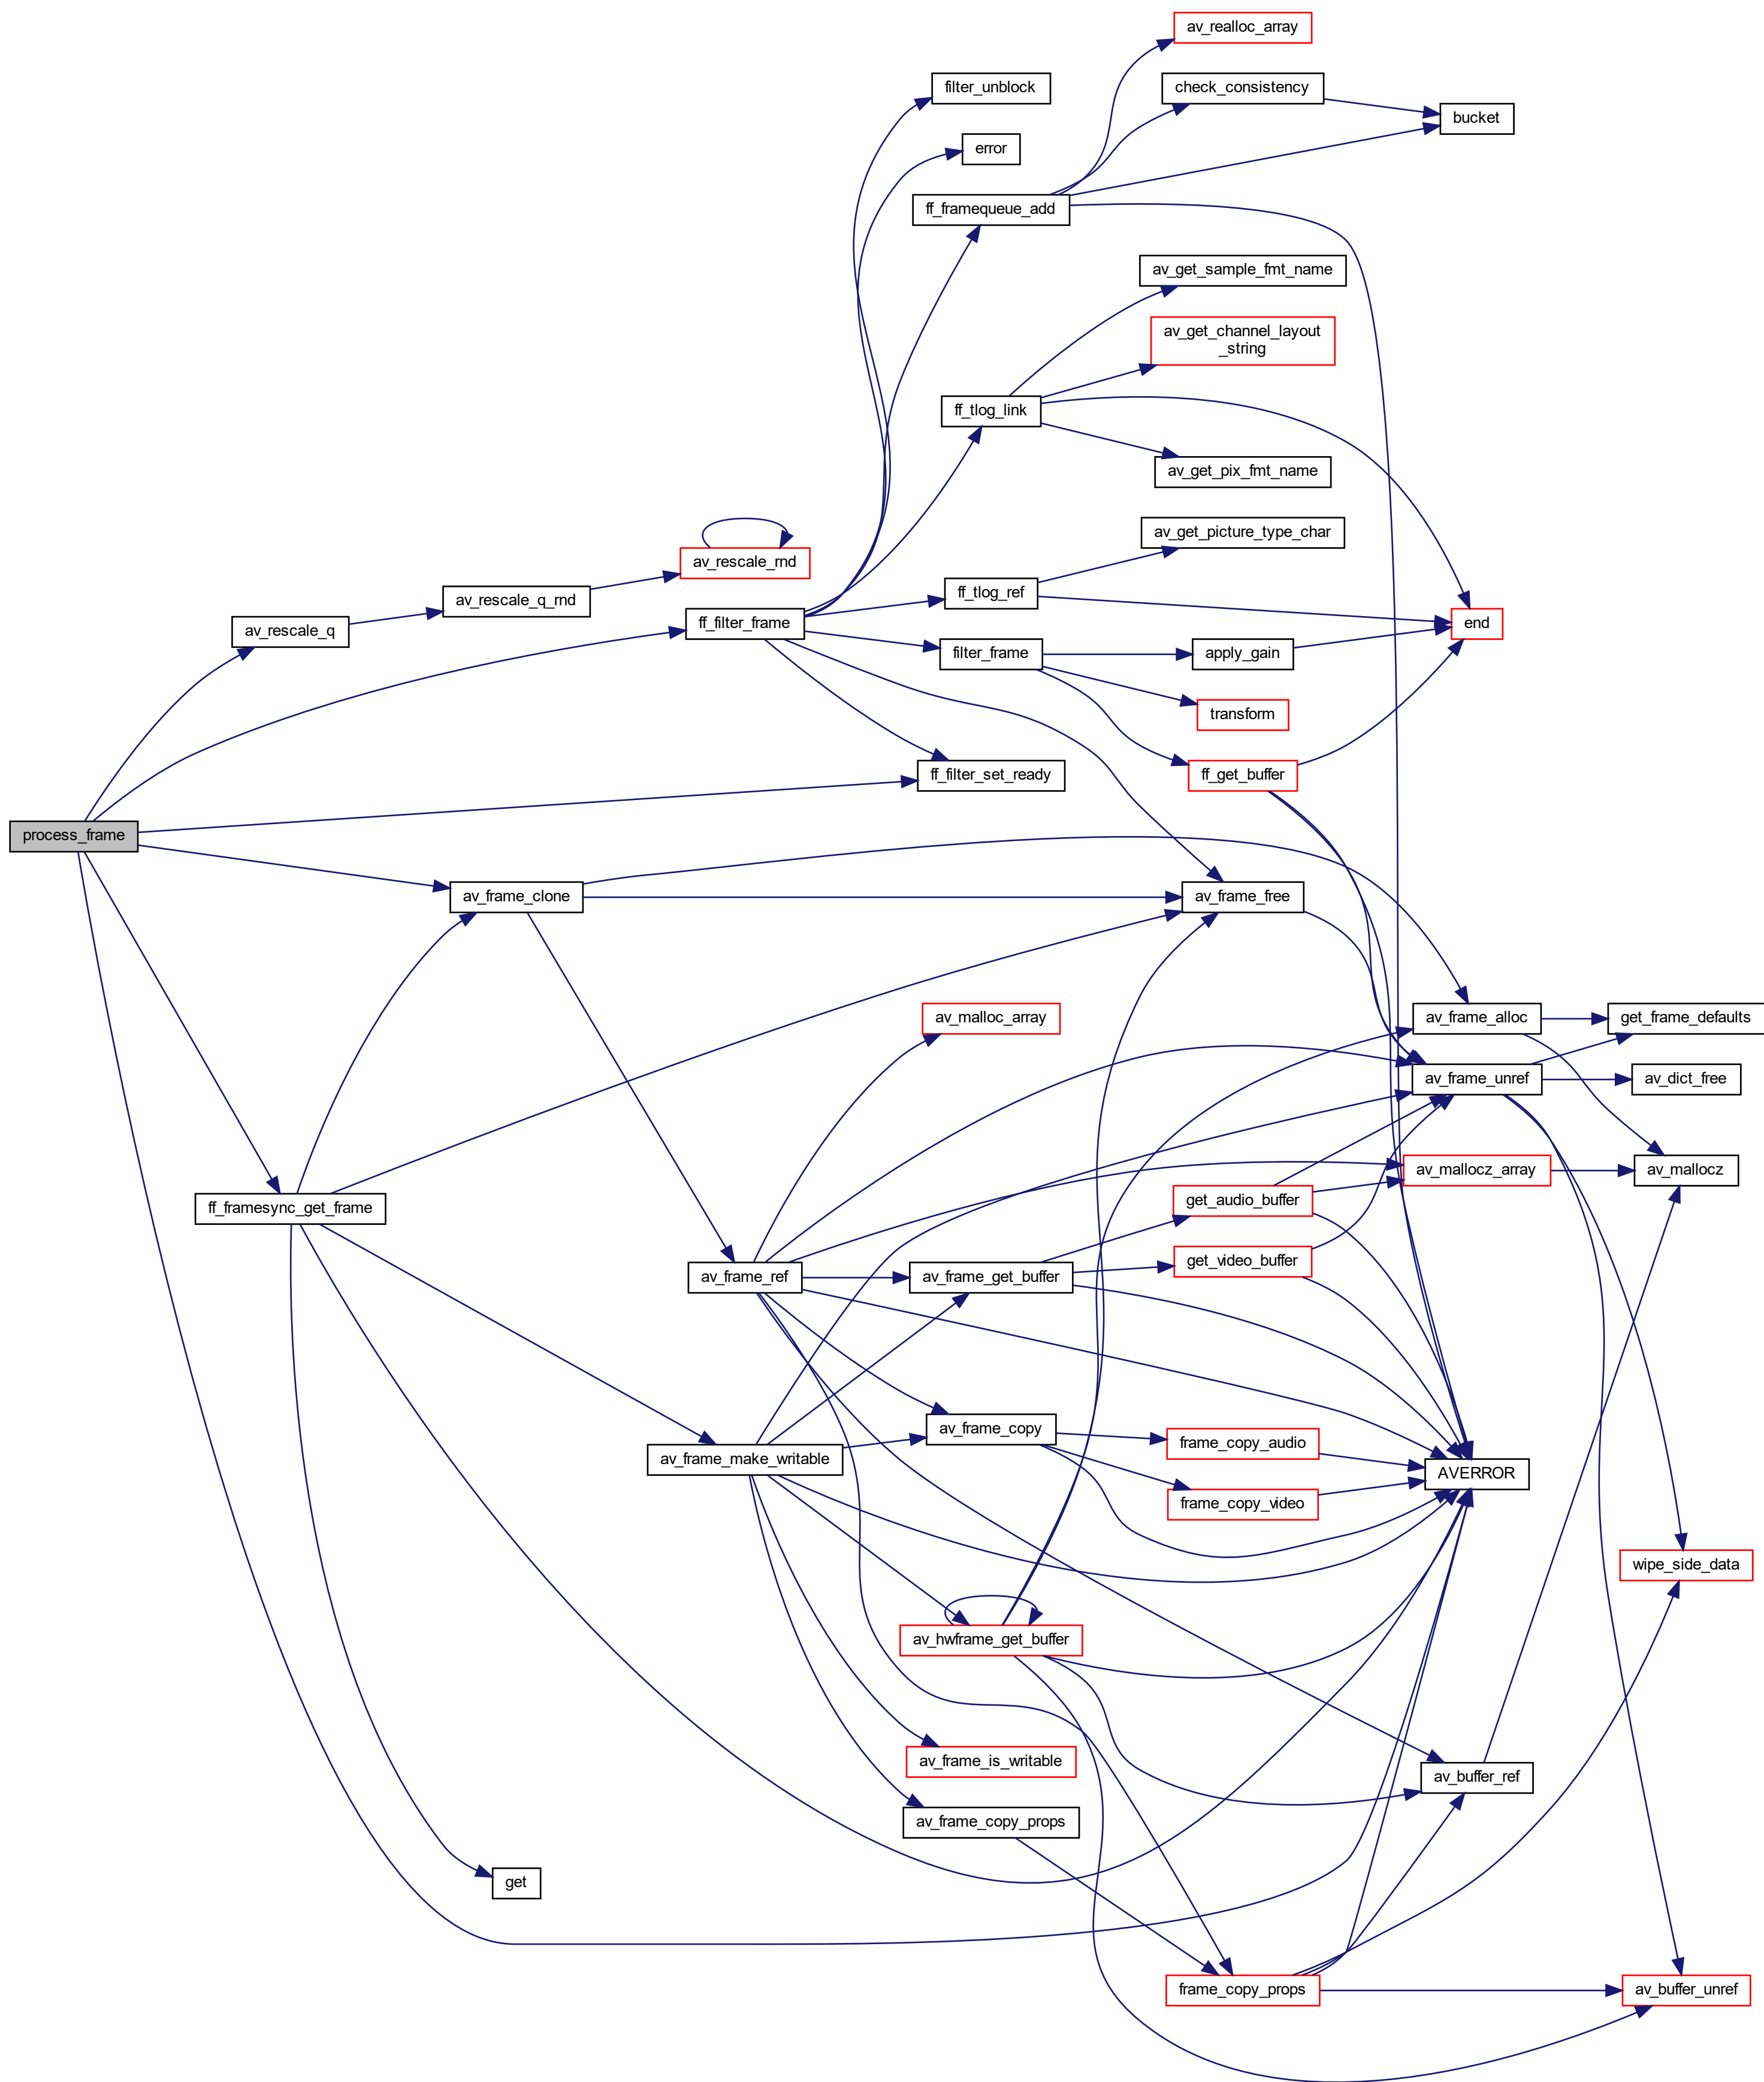 av_realloc_array
filter_unblock
check_consistency
bucket
error
ff_framequeue_add
av_get_sample_fmt_name
av_get_channel_layout
_string
ff_tlog_link
av_get_pix_fmt_name
av_get_picture_type_char
av_rescale_rnd
av_rescale_q_rnd
ff_tlog_ref
av_rescale_q
ff_filter_frame
end
filter_frame
apply_gain
transform
ff_filter_set_ready
ff_get_buffer
process_frame
av_frame_clone
av_frame_free
av_malloc_array
av_frame_alloc
get_frame_defaults
av_frame_unref
av_dict_free
av_mallocz_array
av_mallocz
ff_framesync_get_frame
get_audio_buffer
get_video_buffer
av_frame_ref
av_frame_get_buffer
av_frame_copy
frame_copy_audio
av_frame_make_writable
AVERROR
frame_copy_video
wipe_side_data
av_hwframe_get_buffer
av_frame_is_writable
av_buffer_ref
av_frame_copy_props
get
frame_copy_props
av_buffer_unref